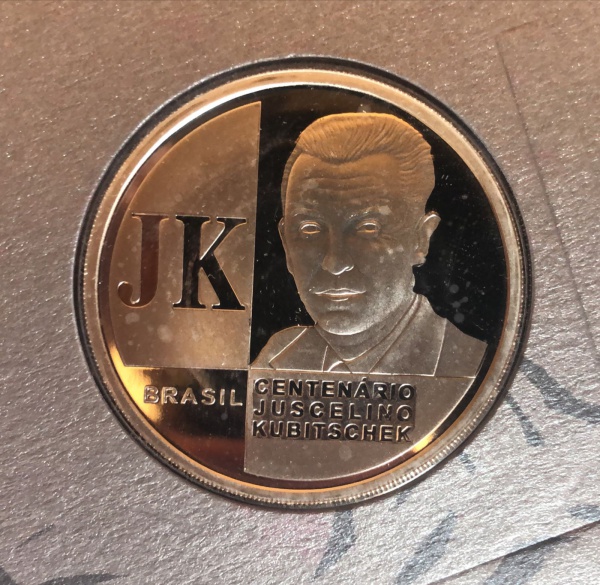 JK
BRASIL
CENTENÁRIO
JUSCELINO
KUBITSCHEK